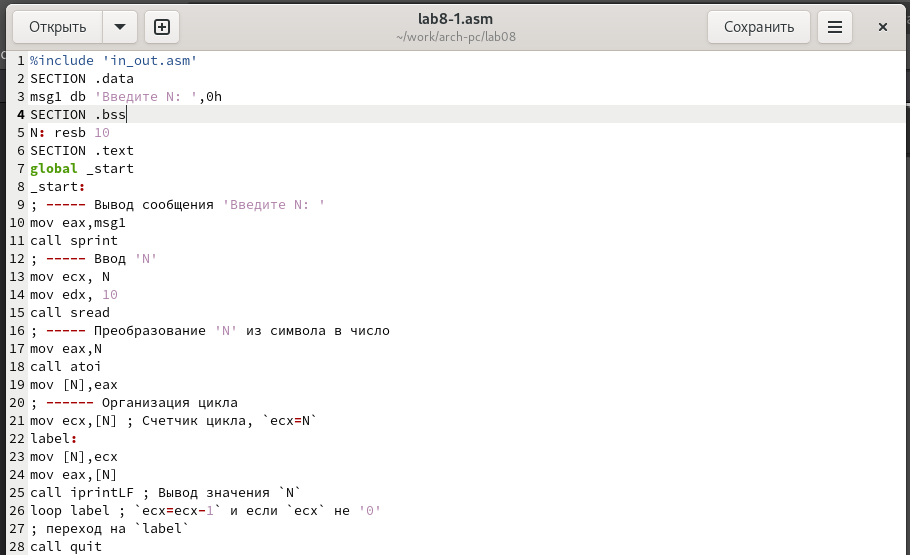 Открыть
lab8-1.asm
~/work/arch-pc/lab08
Сохранить
1 %include 'in_out.asm'
2 SECTION .data
3 msg1 db 'Введите N: ',0h
4 SECTION .bss
5 N: resb 10
6 SECTION .text
7 global _start
8 _start:
9 ; ----- Вывод сообщения 'Введите N: '
10 mov eax,msg1
11 call sprint
12 ; ----- Ввод 'N'
13 mov ecx, N
14 mov edx, 10
15 call sread
16 ; ----- Преобразование 'N' из символа в число
17 mov eax,N
18 call atoi
19 mov [N],eax
20 ; ------ Организация цикла
21 mov ecx,[N] ; Счетчик цикла, `ecx=N`
22 label:
23 mov [N],ecx
24 mov eax,[N]
25 call iprintLF ; Вывод значения `N`
26 loop label ; `ecx=ecx-1` и если `ecx` не '0'
27 ; переход на `label`
28 call quit